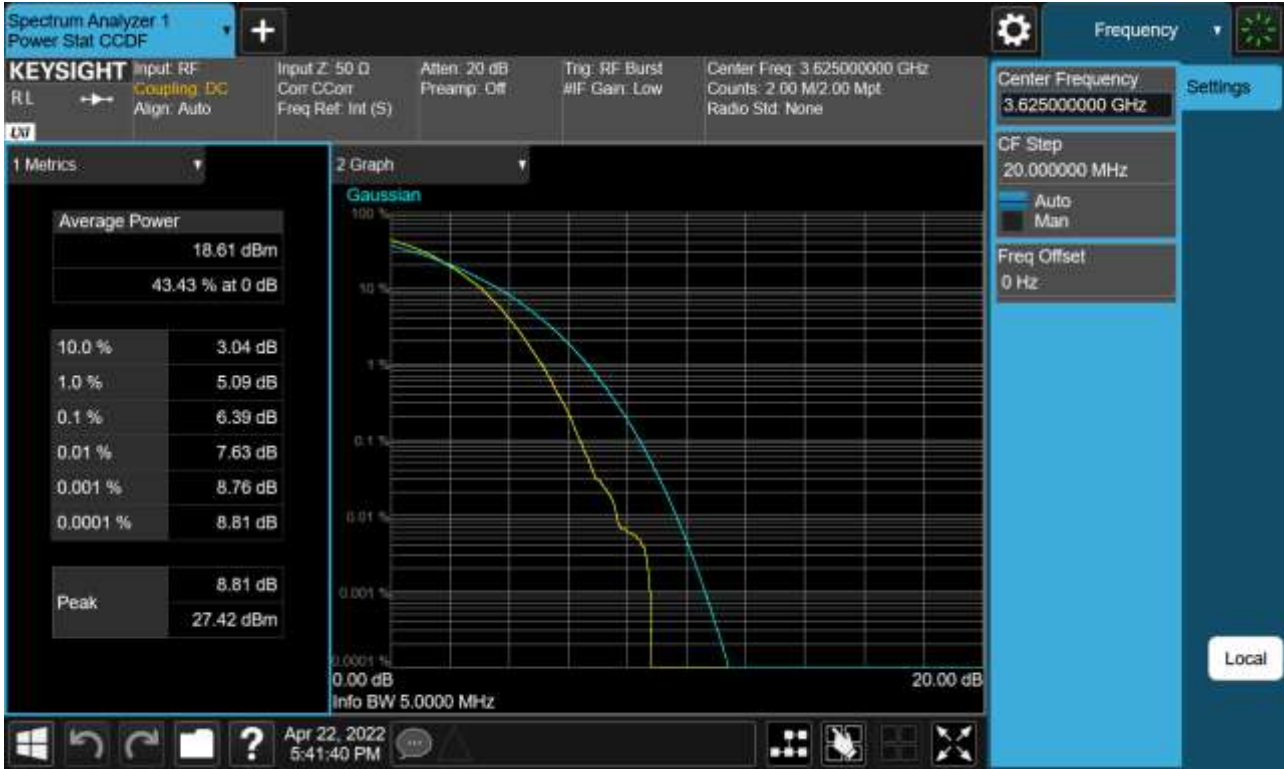 Spectrum Analyzer 1
Power Stat CCDF
+
Frequency
KEYSIGHT
RL
LXI
Input: RF
Coupling: DC
Align: Auto
Input Z: 50 Ω
Corr CCorr
Freq Ref: Int (S)
Atten: 20 dB
Preamp: Off
Trig: RF Burst
#IF Gain: Low
Center Freq: 3.625000000 GHz
Counts: 2.00 M/2.00 Mpt
Radio Std: None
Center Frequency
3.625000000 GHz
Settings
CF Step
20.000000 MHz
Auto
Man
Freq Offset
0 Hz
1 Metrics
Average Power
18.61 dBm
43.43 % at 0 dB
10.0 % 3.04 dB
1.0 % 5.09 dB
0.1 % 6.39 dB
0.01 % 7.63 dB
0.001 % 8.76 dB
0.0001 % 8.81 dB
Peak
8.81 dB
27.42 dBm
2 Graph
Gaussian
100 %
10 %
1 %
0.1 %
0.01 %
0.001 %
0.0001 %
0.00 dB 20.00 dB
Info BW 5.0000 MHz
Local
?
Apr 22, 2022
5:41:40 PM